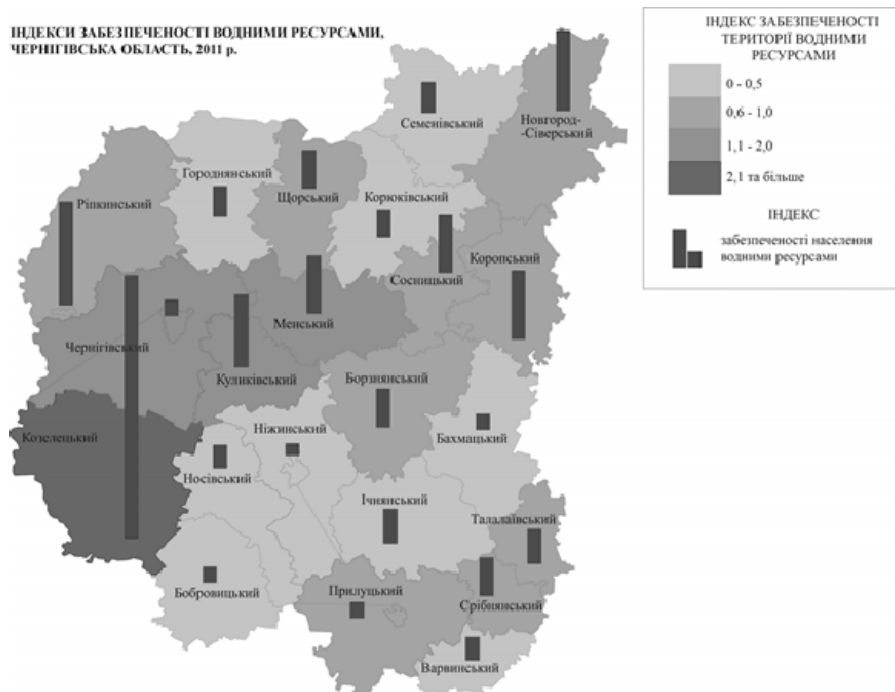 ІНДЕКСИ ЗАБЕЗПЕЧЕНОСТІ ВОДНИМИ РЕСУРСАМИ,
ЧЕРНІГІВСЬКА ОБЛАСТЬ, 2011 р.
ІНДЕКС ЗАБЕЗПЕЧЕНОСТІ
ТЕРИТОРІЇ ВОДНИМИ
РЕСУРСАМИ
0 – 0,5
0,6 - 1,0
1,1 - 2,0
2,1 та більше
ІНДЕКС
забезпеченості населення
водними ресурсами
Семенівський
Новгород-
-Сіверський
Городнянський
Щорський
Корюківський
Ріпкинський
Сосницький
Коропський
Менський
Чернігівський
Куликівський
Борзнянський
Козелецький
Ніжинський
Бахмацький
Носівський
Ічнянський
Талалаївський
Бобровицький
Прилуцький
Срібнянський
Варвинський